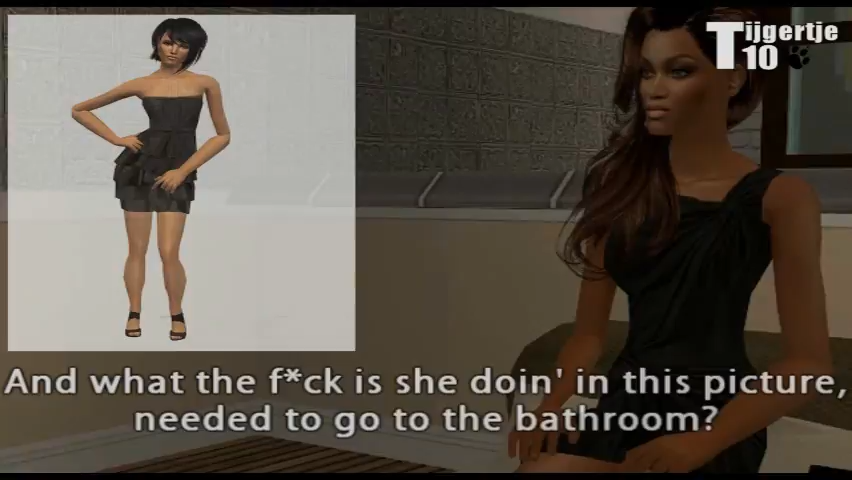 Tijgertje
10
And what the f*ck is she doin' in this picture,
needed to go to the bathroom?